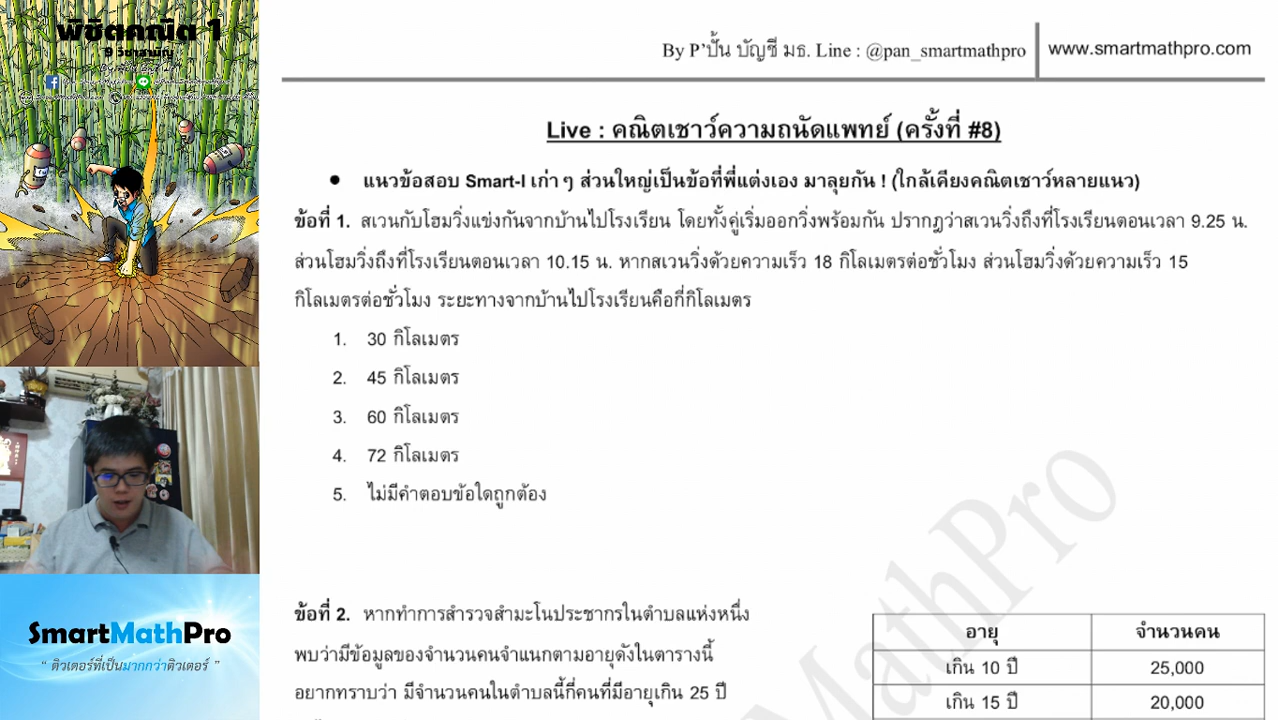 พิชิตคณิต 1
9 วิชาสามัญ
By P'ปั้น บัญชี มธ. Line : @pan_smartmathpro
www.smartmathpro.com
Live : คณิตเชาว์ความถนัดแพทย์ (ครั้งที่ #8)
• แนวข้อสอบ Smart-I เก่า ๆ ส่วนใหญ่เป็นข้อที่พี่แต่งเอง มาลุยกัน ! (ใกล้เคียงคณิตเชาว์หลายแนว)
ข้อที่ 1. สเวนกับโฮมวิ่งแข่งกันจากบ้านไปโรงเรียน โดยทั้งคู่เริ่มออกวิ่งพร้อมกัน ปรากฏว่าสเวนวิ่งถึงที่โรงเรียนตอนเวลา 9.25 น.
ส่วนโฮมวิ่งถึงที่โรงเรียนตอนเวลา 10.15 น. หากสเวนวิ่งด้วยความเร็ว 18 กิโลเมตรต่อชั่วโมง ส่วนโฮมวิ่งด้วยความเร็ว 15
กิโลเมตรต่อชั่วโมง ระยะทางจากบ้านไปโรงเรียนคือกี่กิโลเมตร
1. 30 กิโลเมตร
2. 45 กิโลเมตร
3. 60 กิโลเมตร
4. 72 กิโลเมตร
5. ไม่มีคำตอบข้อใดถูกต้อง
ข้อที่ 2. หากทำการสำรวจสำมะโนประชากรในตำบลแห่งหนึ่ง
พบว่ามีข้อมูลของจำนวนคนจำแนกตามอายุดังในตารางนี้
อยากทราบว่า มีจำนวนคนในตำบลนี้กี่คนที่มีอายุเกิน 25 ปี
อายุ จำนวนคน
เกิน 10 ปี 25,000
เกิน 15 ปี 20,000
MathPro
SmartMathPro
“ ติวเตอร์ที่เป็นมากกว่าติวเตอร์ ”